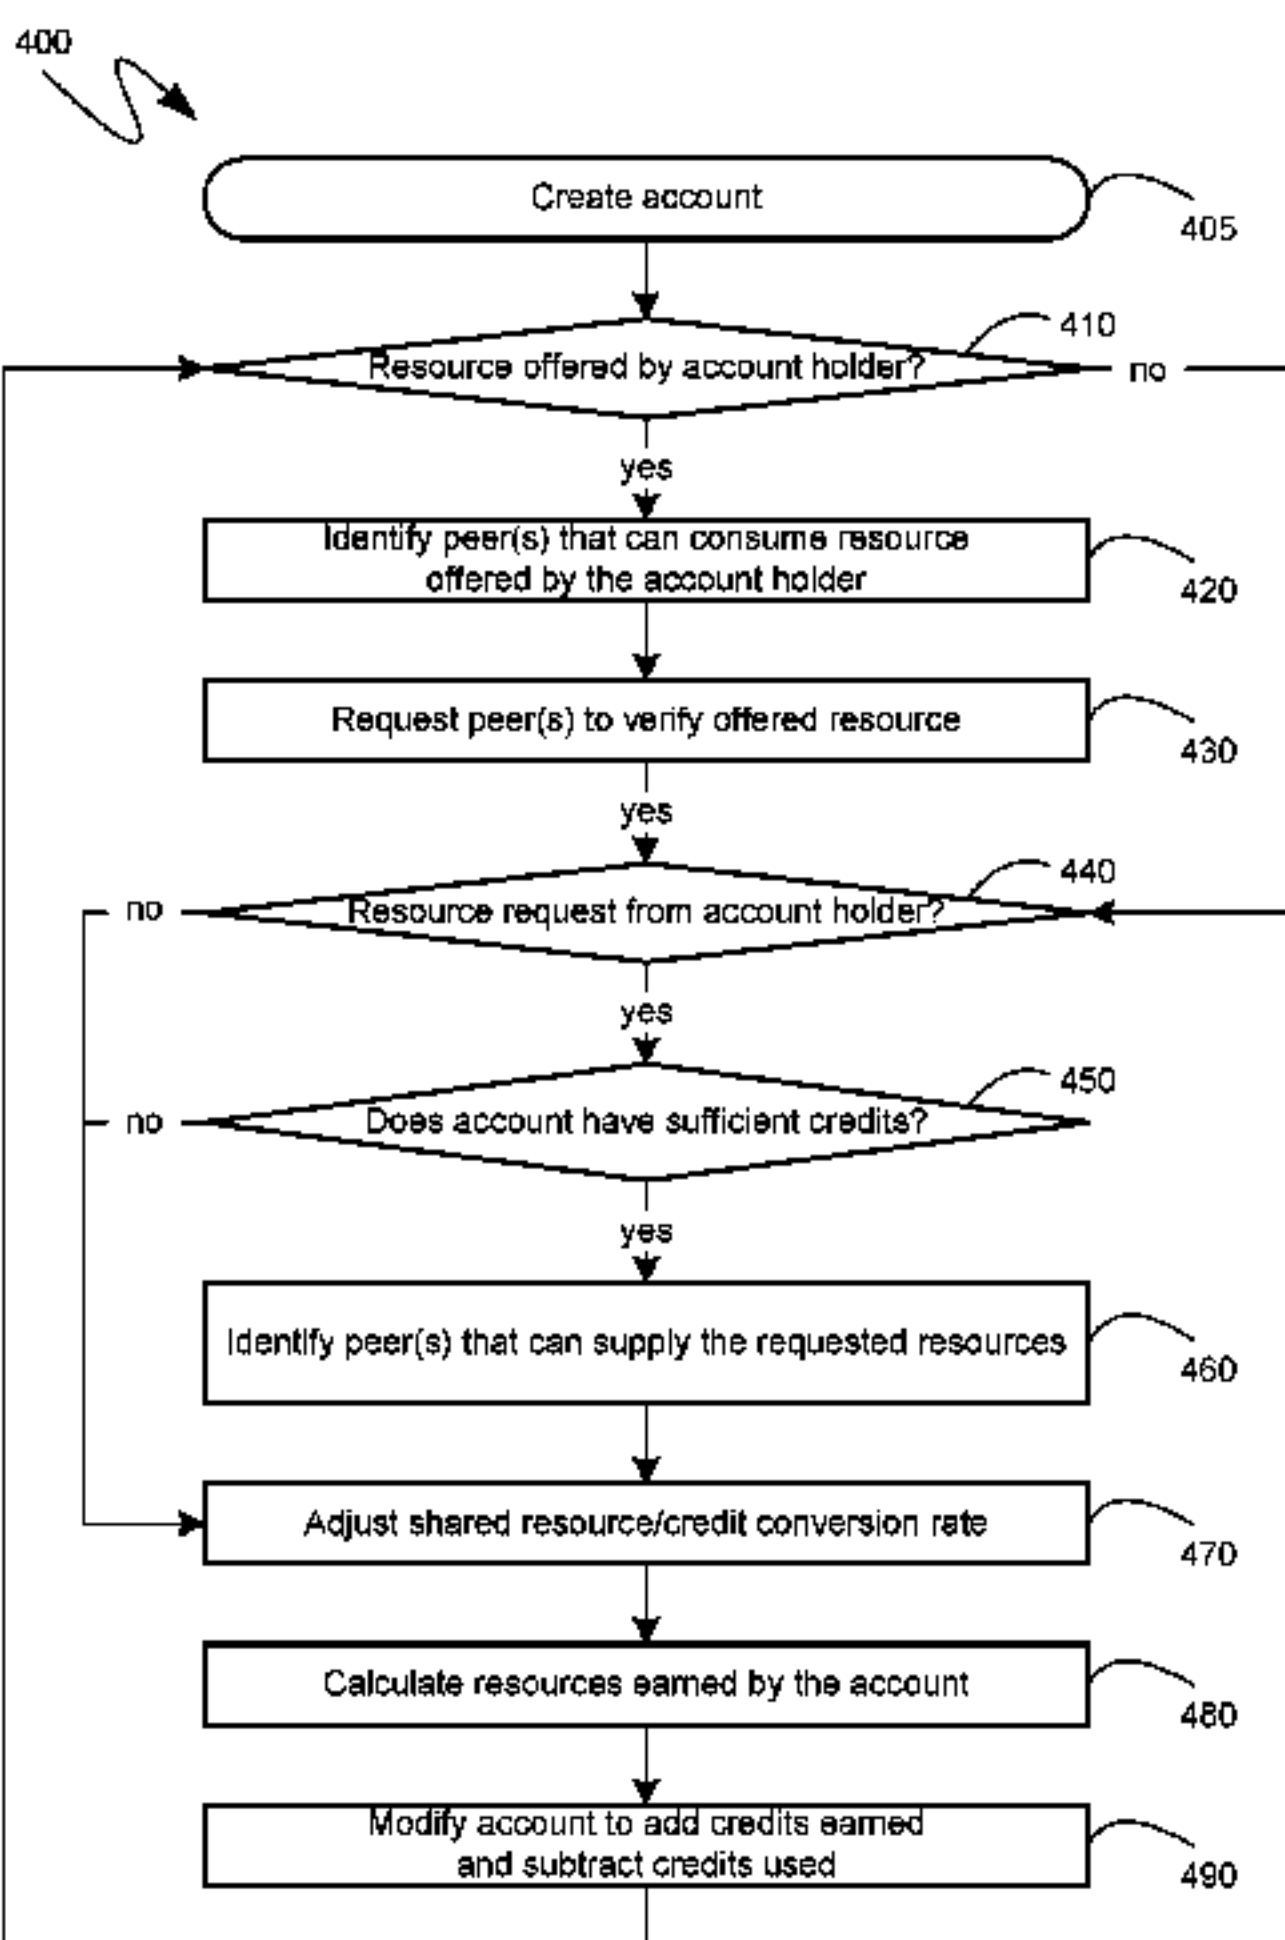 400
Create account
405
410
Resource offered by account holder?
no
yes
Identify peer(s) that can consume resource
offered by the account holder
420
Request peer(s) to verify offered resource
430
yes
440
no
Resource request from account holder?
yes
450
no
Does account have sufficient credits?
yes
Identify peer(s) that can supply the requested resources
460
Adjust shared resource/credit conversion rate
470
Calculate resources earned by the account
480
Modify account to add credits earned
and subtract credits used
490